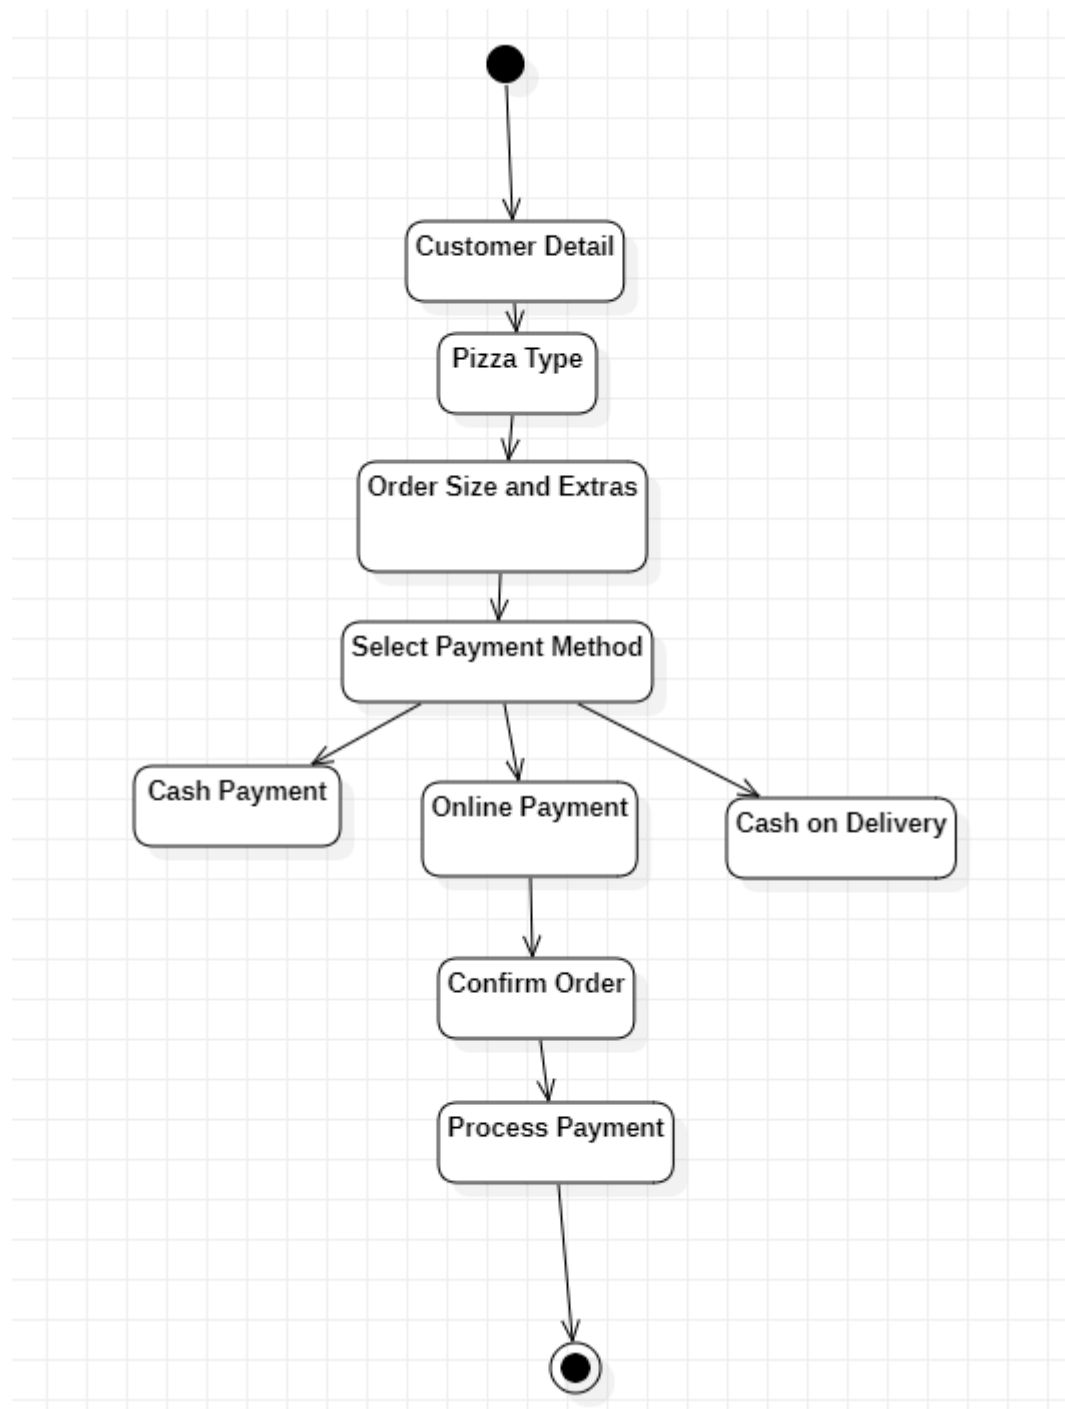 Customer Detail
Pizza Type
Order Size and Extras
Select Payment Method
Cash Payment
Online Payment
Cash on Delivery
Confirm Order
Process Payment